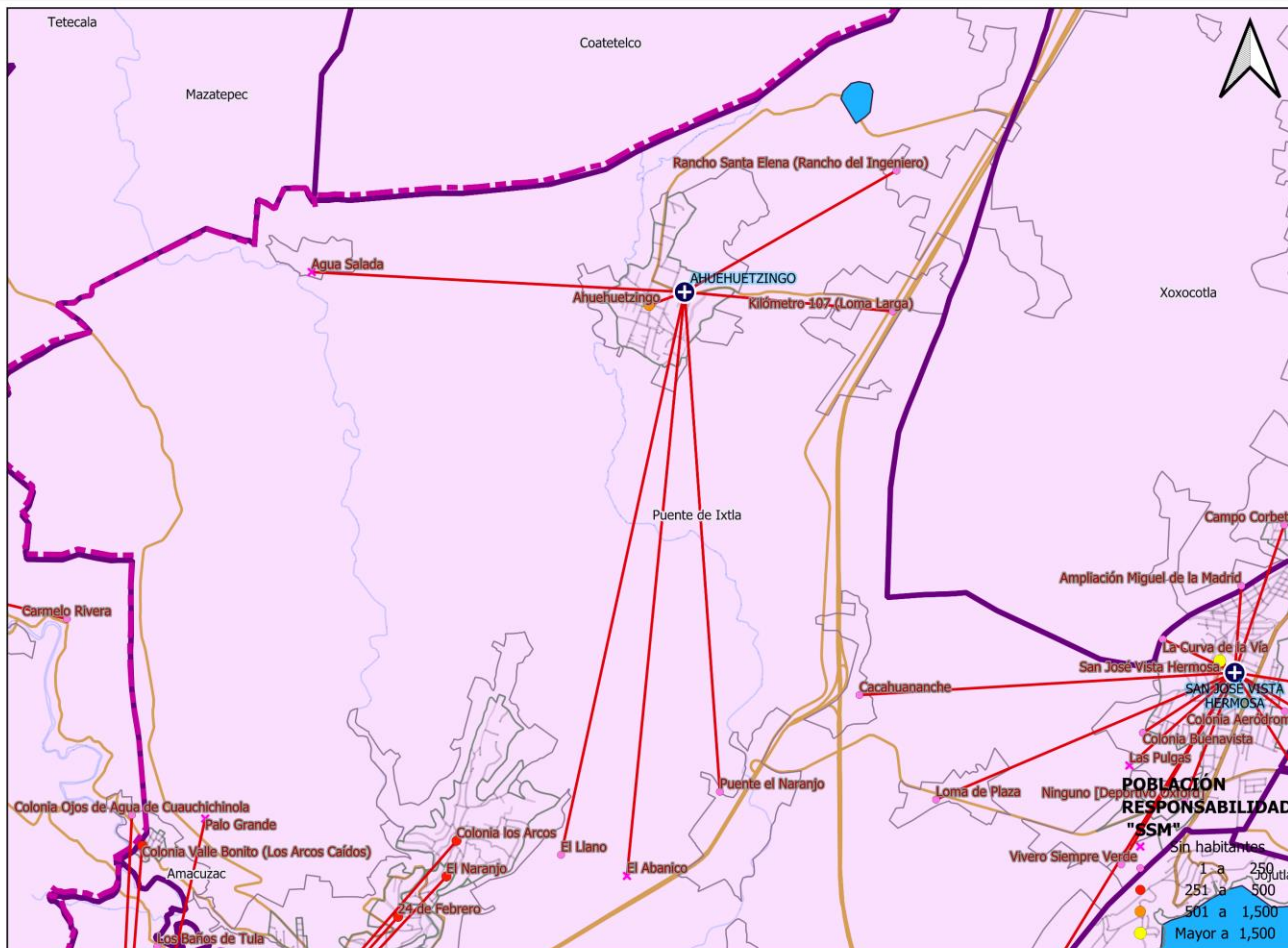 Tetecala
Coatetelco
Mazatepec
Rancho Santa Elena (Rancho del Ingeniero)
Agua Salada
AHUEHUETZINGO
Ahuehuetzingo
Kilómetro 107 (Loma Larga)
Xoxocotla
Puente de Ixtla
Campo Corbet
Ampliación Miguel de la Madrid
Carmelo Rivera
La Curva de la Vía
San José Vista Hermosa
SAN JOSÉ VISTA
HERMOSA
Cacahuananche
Colonia Aerodrom
Colonia Buenavista
Las Pulgas
Puente el Naranjo
Loma de Plaza
Ninguno [Deportivo Oxford]
Colonia Ojos de Agua de Cuauchichinola
Palo Grande
Colonia los Arcos
Colonia Valle Bonito (Los Arcos Caídos)
El Llano
El Abanico
Vivero Siempre Verde
Amacuzac
El Naranjo
24 de Febrero
Los Baños de Tula
Jojutla
POBLACIÓN
RESPONSABILIDAD
"SSM"
Sin habitantes
1 a 250
251 a 500
501 a 1,500
Mayor a 1,500